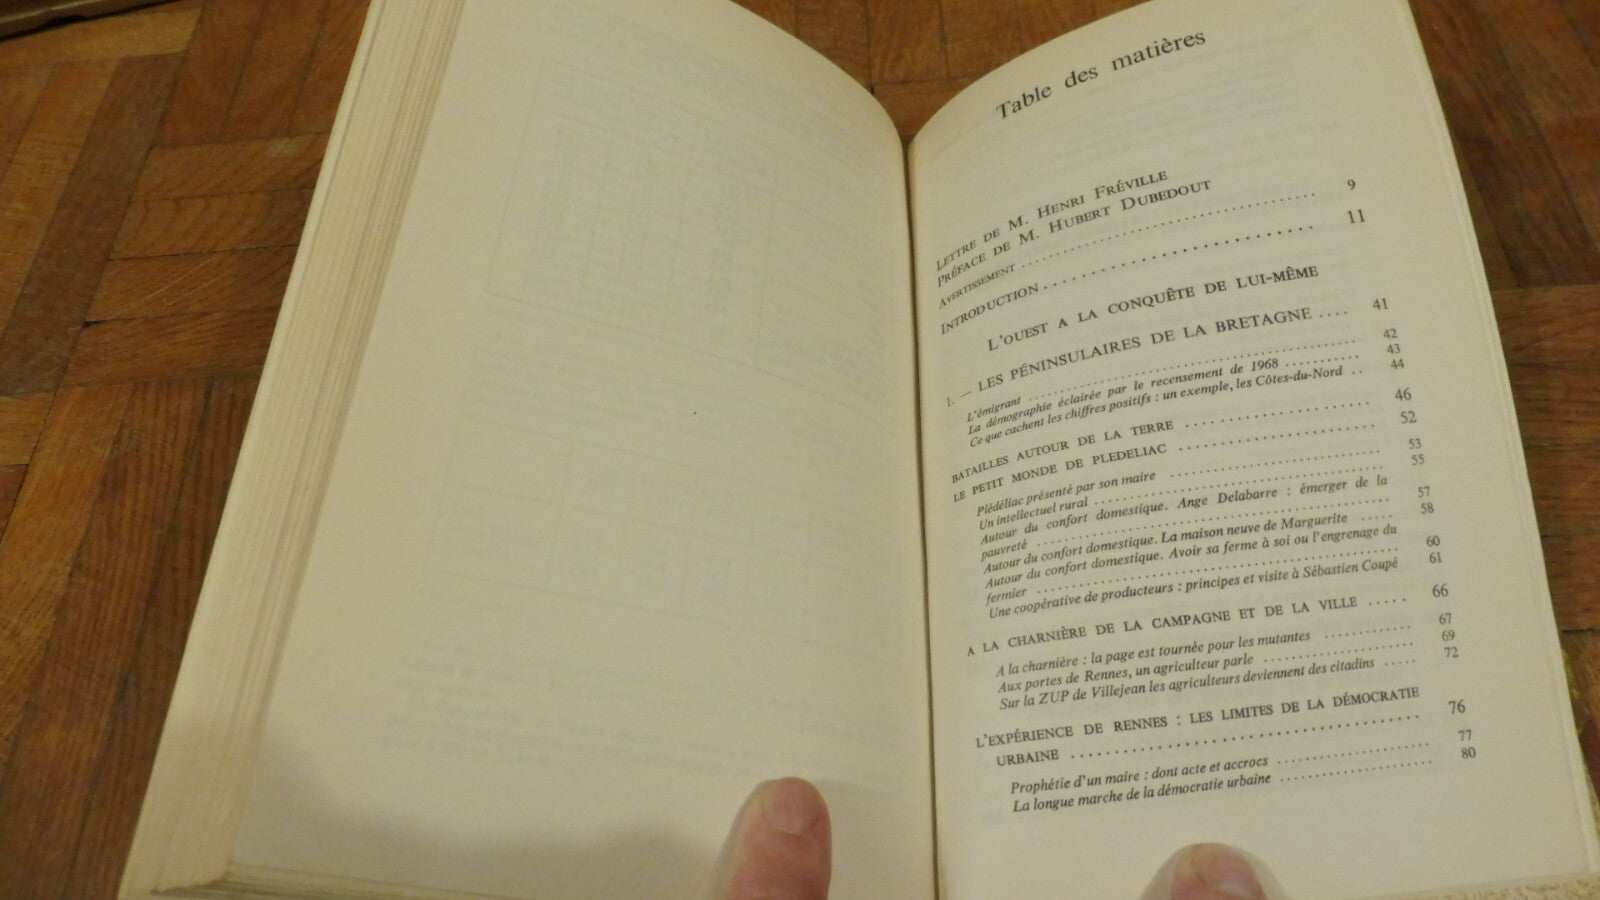 Table des matières
LETTRE DE M. HENRI FRÉVILLE
PRÉFACE DE M. HUBERT DUBEDOUT
AVERTISSEMENT ........................................ 9
INTRODUCTION ........................... 11
L'OUEST A LA CONQUÊTE DE LUI-MÊME
1. — LES PÉNINSULAIRES DE LA BRETAGNE .... 41
L'émigrant ........................................ 42
La démographie éclairée par le recensement de 1968 ........... 43
Ce que cachent les chiffres positifs : un exemple, les Côtes-du-Nord .. 44
BATAILLES AUTOUR DE LA TERRE ................... 46
LE PETIT MONDE DE PLEDELIAC .................... 52
Plédéliac présenté par son maire ........................ 53
Un intellectuel rural .................................. 55
Autour du confort domestique. Ange Delabarre : émerger de la
pauvreté ........................................ 57
Autour du confort domestique. La maison neuve de Marguerite ..... 58
Autour du confort domestique. Avoir sa ferme à soi ou l'engrenage du
fermier ........................................ 60
Une coopérative de producteurs : principes et visite à Sébastien Coupé 61
A LA CHARNIÈRE DE LA CAMPAGNE ET DE LA VILLE ..... 66
A la charnière : la page est tournée pour les mutantes ............. 67
Aux portes de Rennes, un agriculteur parle ..................... 69
Sur la ZUP de Villejean les agriculteurs deviennent des citadins ..... 72
L'EXPÉRIENCE DE RENNES : LES LIMITES DE LA DÉMOCRATIE
URBAINE ........................................ 76
Prophétie d'un maire : dont acte et accrocs ..................... 77
La longue marche de la démocratie urbaine ..................... 80